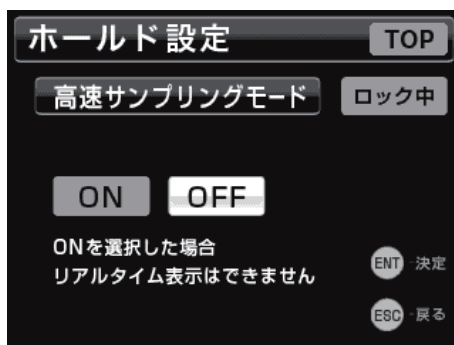 ホールド設定 TOP
高速サンプリングモード ロック中
ON OFF
ONを選択した場合
リアルタイム表示はできません
ENT -決定
ESC -戻る